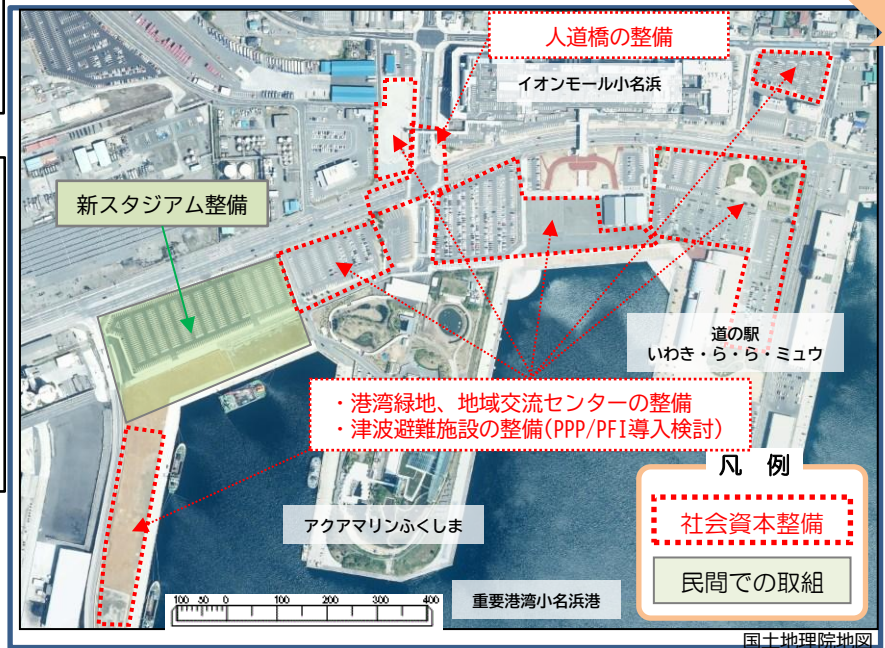 人道橋の整備
イオンモール小名浜
新スタジアム整備
道の駅
いわき・ら・ら・ミュウ
・港湾緑地、地域交流センターの整備
・津波避難施設の整備(PPP/PFI導入検討)
凡 例
アクアマリンふくしま
社会資本整備
民間での取組
100 50 0 100 200 300 400
重要港湾小名浜港
国土地理院地図